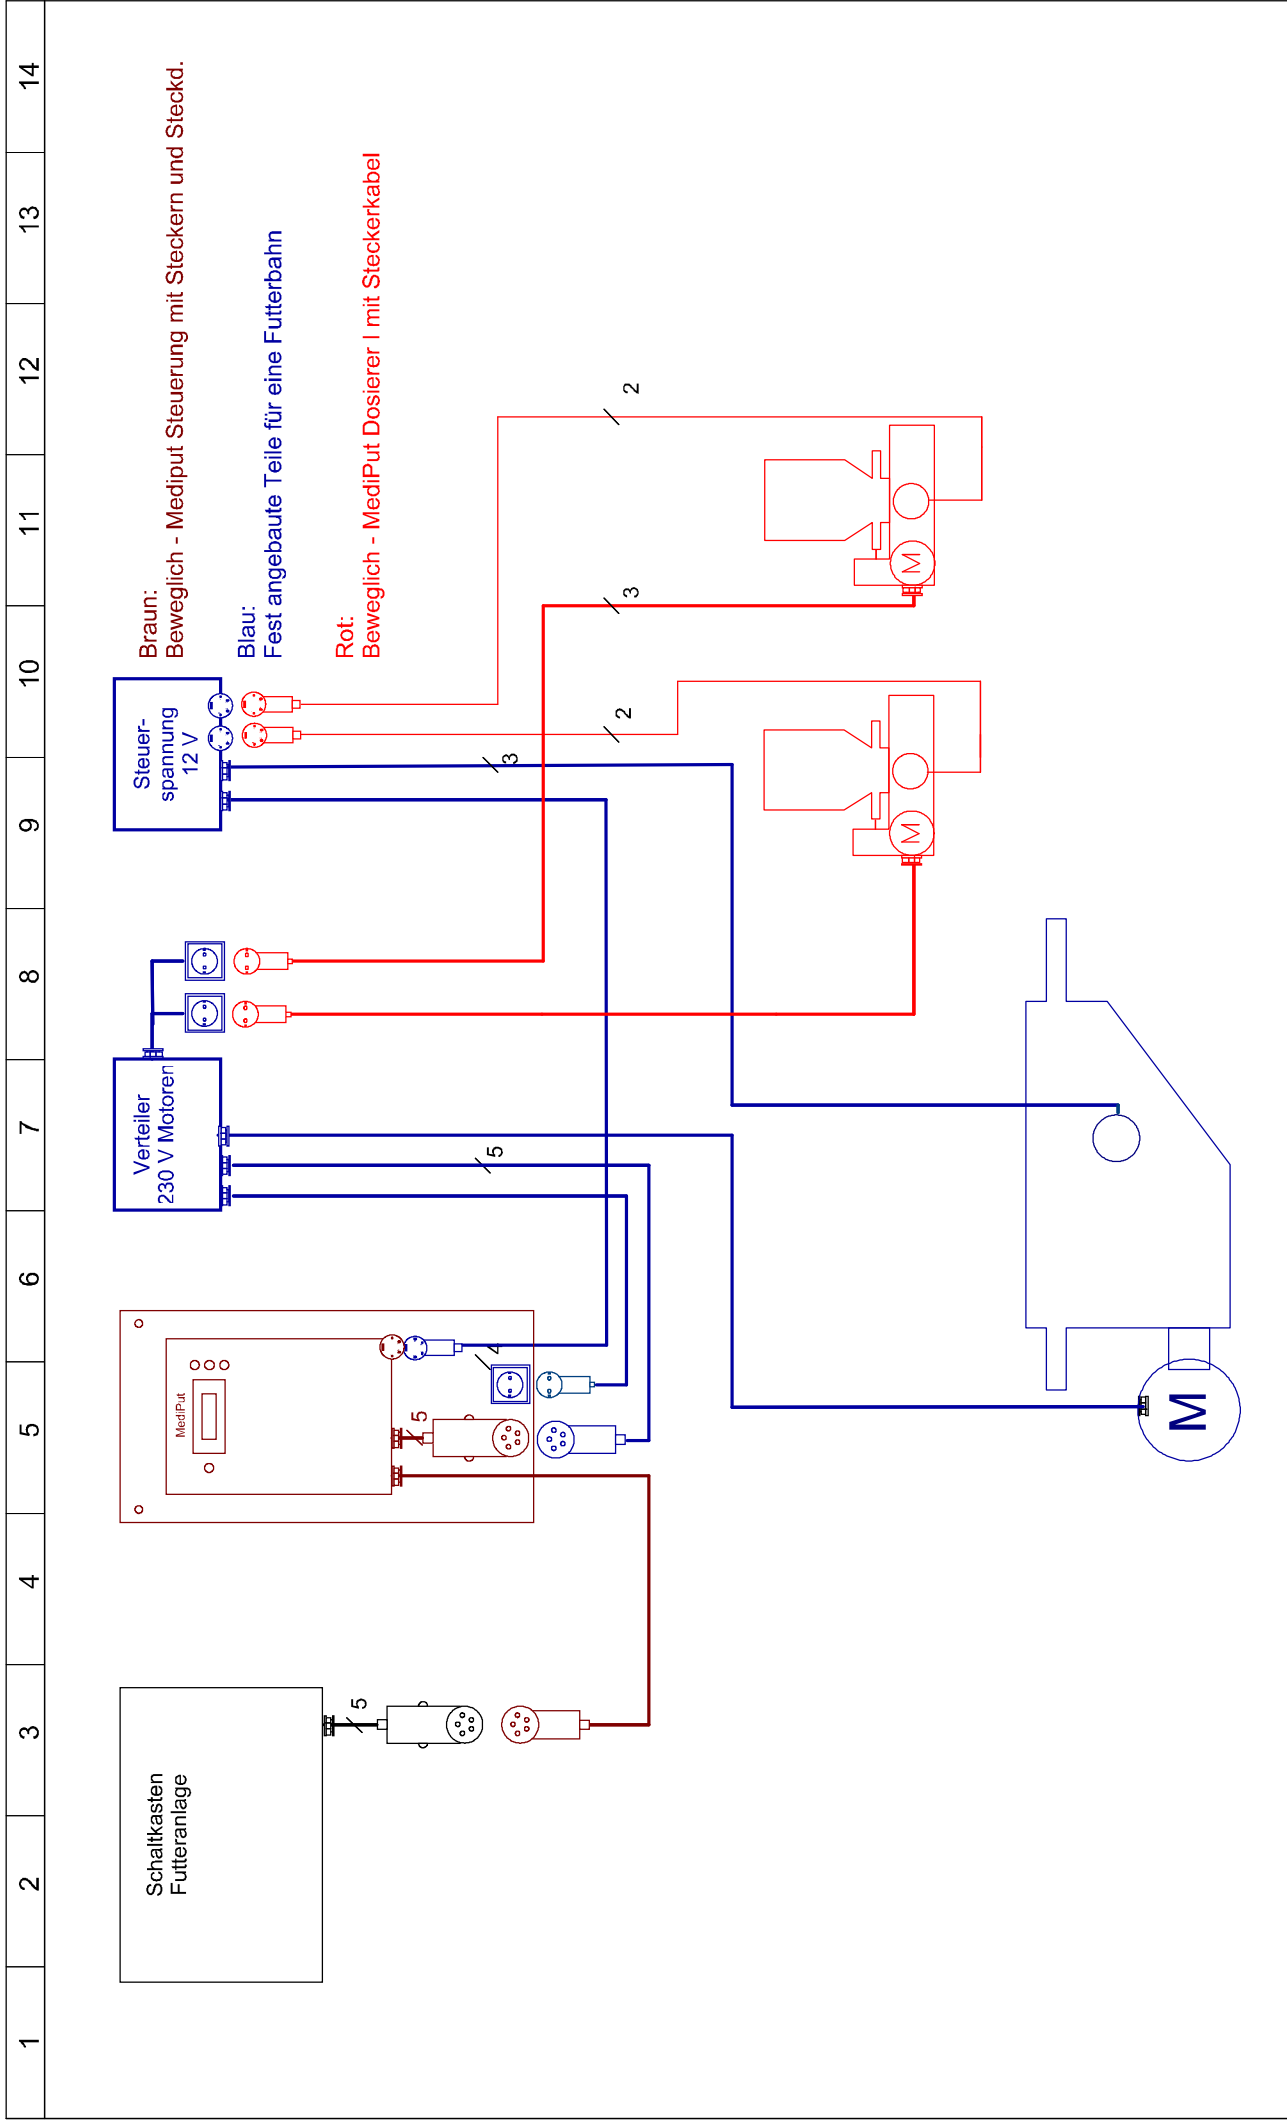 1
2
3
4
5
6
7
8
9
10
11
12
13
14
Schaltkasten
Futteranlage
5
MediPut
5
4
Verteiler
230 V Motoren
5
Steuer-
spannung
12 V
3
2
3
2
M
M
M
Braun:
Beweglich - Mediput Steuerung mit Steckern und Steckd.
Blau:
Fest angebaute Teile für eine Futterbahn
Rot:
Beweglich - MediPut Dosierer I mit Steckerkabel